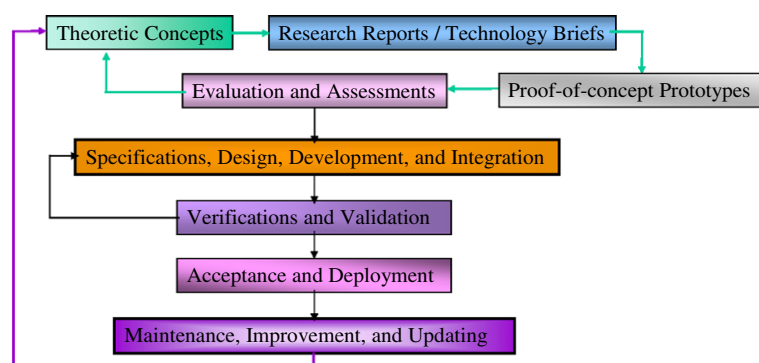 Theoretic Concepts
Research Reports / Technology Briefs
Evaluation and Assessments
Proof-of-concept Prototypes
Specifications, Design, Development, and Integration
Verifications and Validation
Acceptance and Deployment
Maintenance, Improvement, and Updating